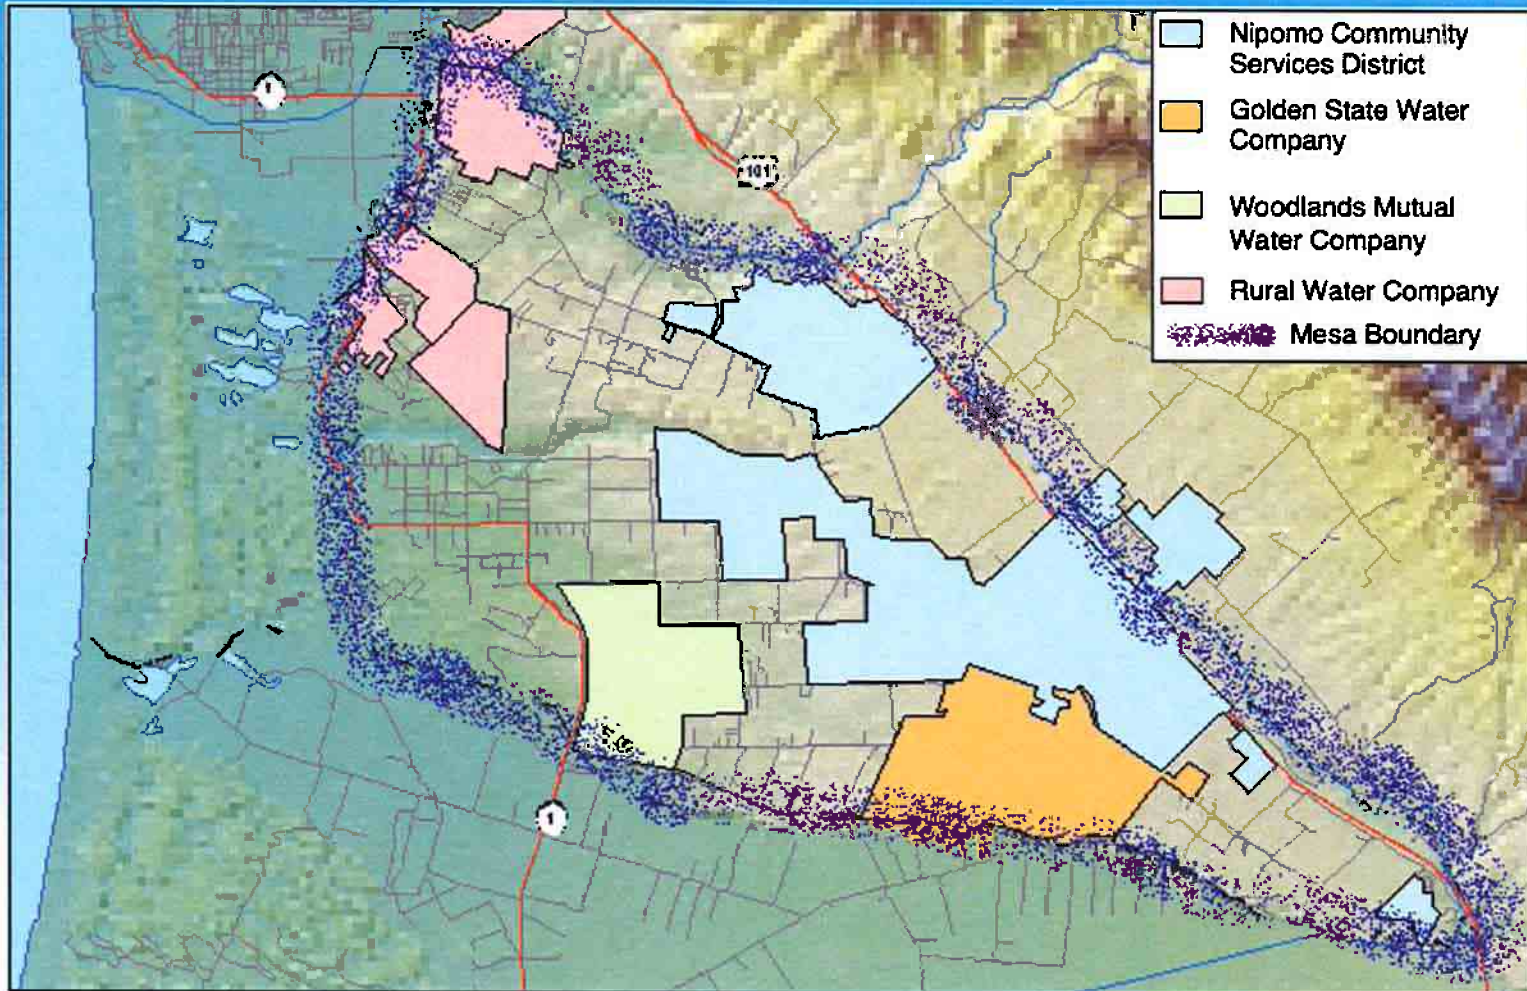 Nipomo Community
Services District
Golden State Water
Company
Woodlands Mutual
Water Company
Rural Water Company
Mesa Boundary
1
101
1